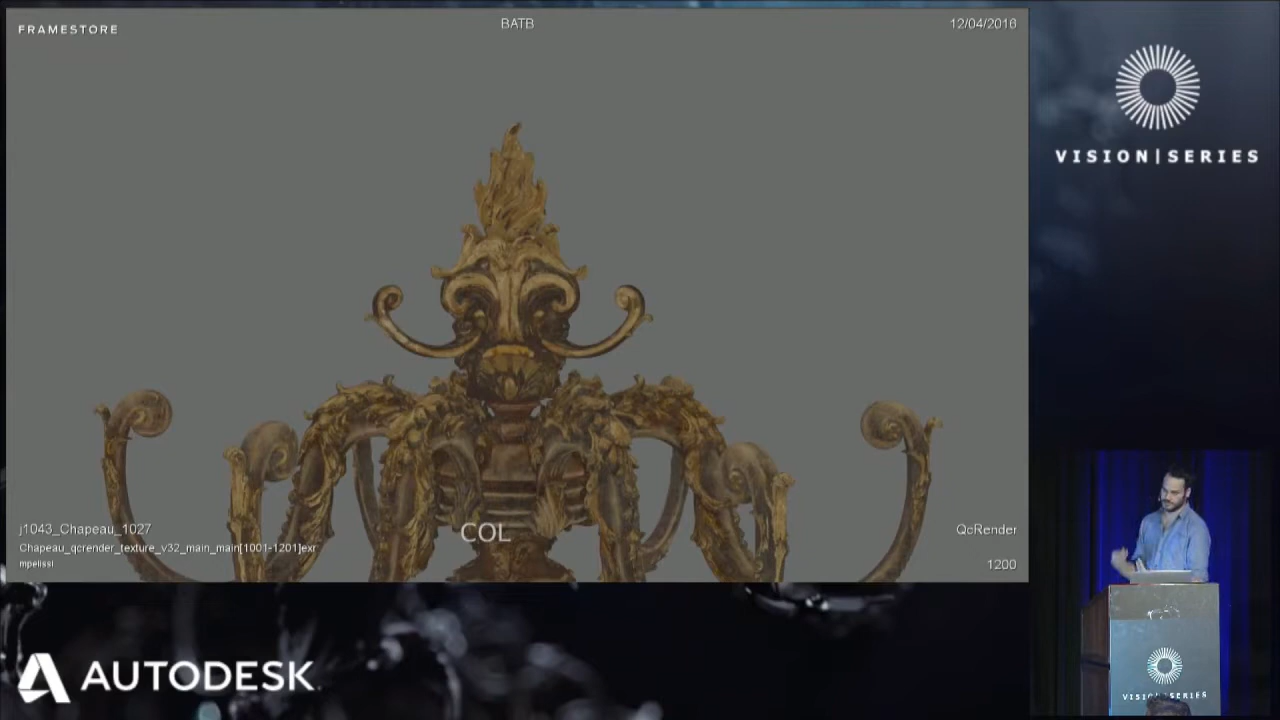 FRAMESTORE
BATB
12/04/2016
VISION|SERIES
COL
j1043_Chapeau_1027
Chapeau_qcrender_texture_v32_main_main[1001-1201]exr
mpelissi
QcRender
1200
AUTODESK
VISION|SERIES